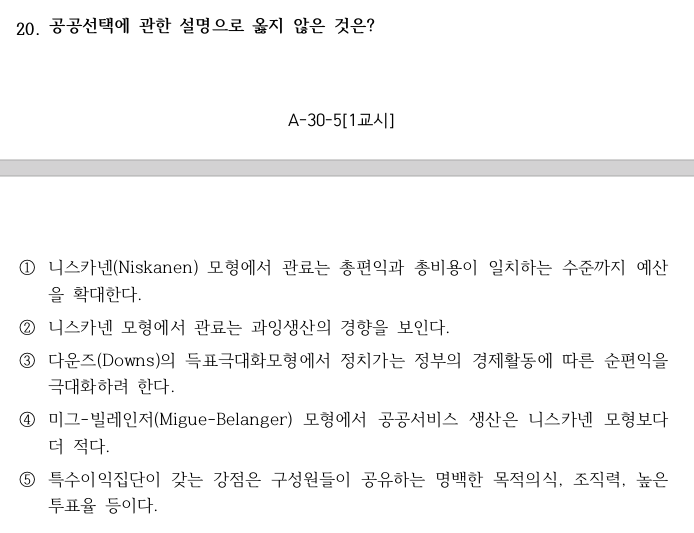 20. 공공선택에 관한 설명으로 옳지 않은 것은?
A-30-5[1교시]
① 니스카넨(Niskanen) 모형에서 관료는 총편익과 총비용이 일치하는 수준까지 예산
을 확대한다.
② 니스카넨 모형에서 관료는 과잉생산의 경향을 보인다.
③ 다운즈(Downs)의 득표극대화모형에서 정치가는 정부의 경제활동에 따른 순편익을
극대화하려 한다.
④ 미그-빌레인저(Migue-Belanger) 모형에서 공공서비스 생산은 니스카넨 모형보다
더 적다.
⑤ 특수이익집단이 갖는 강점은 구성원들이 공유하는 명백한 목적의식, 조직력, 높은
투표율 등이다.